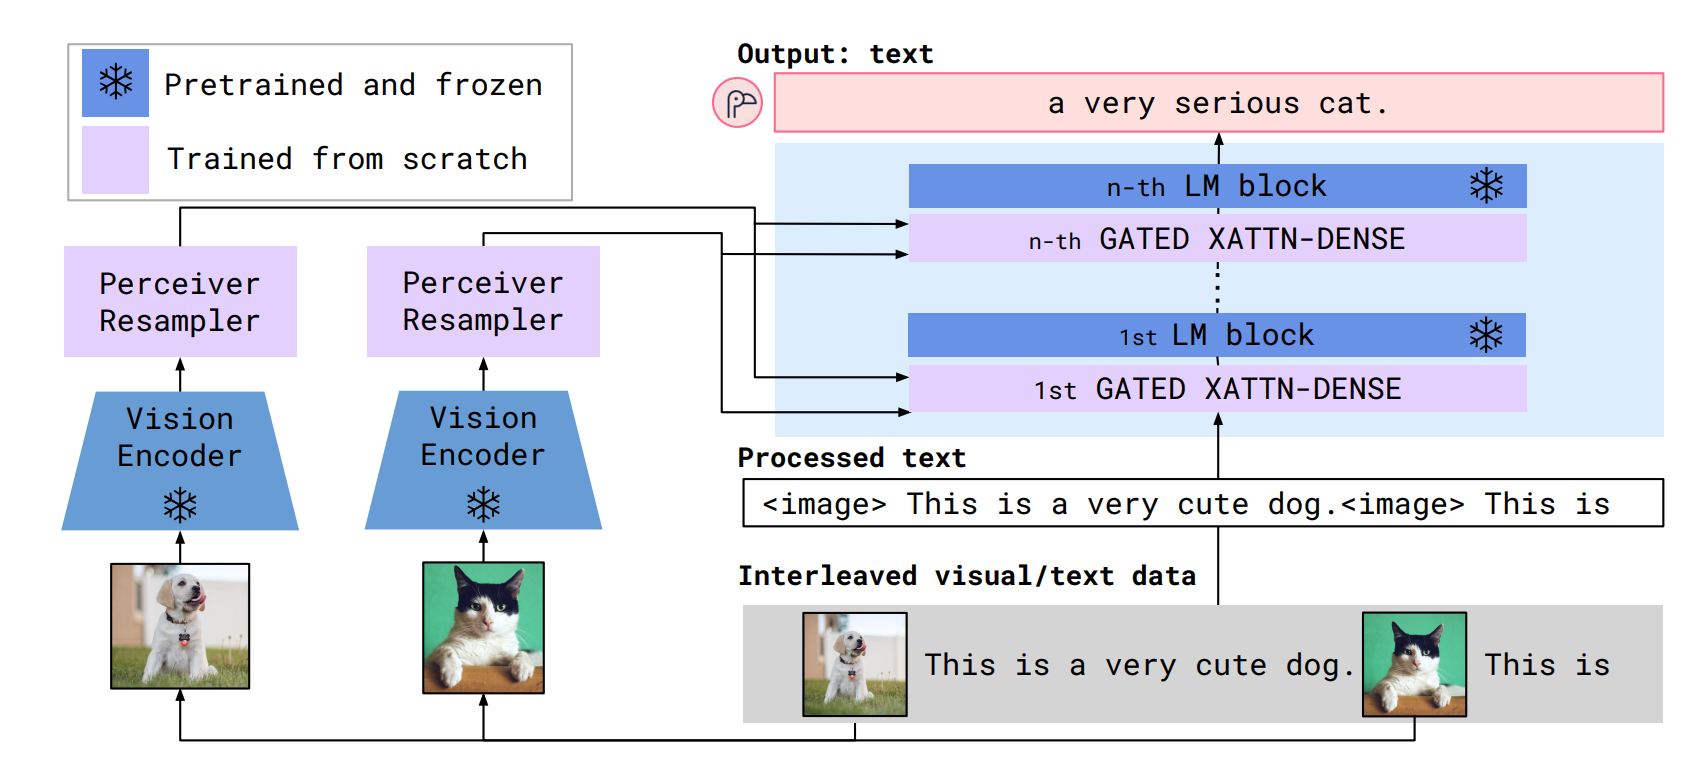 Pretrained and frozen
Trained from scratch
Perceiver
Resampler
Perceiver
Resampler
Vision
Encoder
Vision
Encoder
Output: text
a very serious cat.
n-th LM block
n-th GATED XATTN-DENSE
1st LM block
1st GATED XATTN-DENSE
Processed text
<image> This is a very cute dog.<image> This is
Interleaved visual/text data
This is a very cute dog.
This is